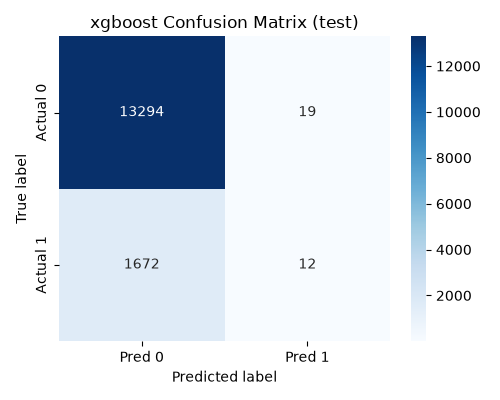 xgboost Confusion Matrix (test)
True label
Actual 0
Actual 1
13294
19
1672
12
Pred 0
Pred 1
Predicted label
12000
10000
8000
6000
4000
2000